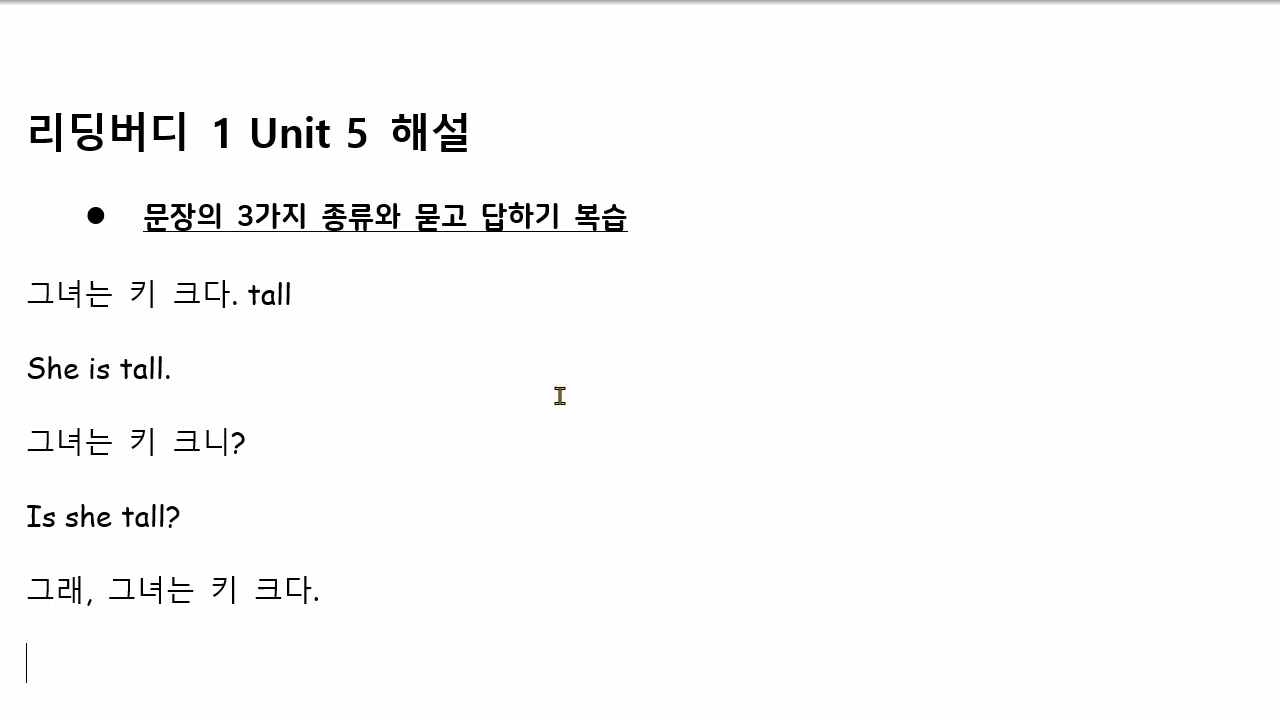 리딩버디 1 Unit 5 해설
● 문장의 3가지 종류와 묻고 답하기 복습
그녀는 키 크다. tall
She is tall.
그녀는 키 크니?
Is she tall?
그래, 그녀는 키 크다.